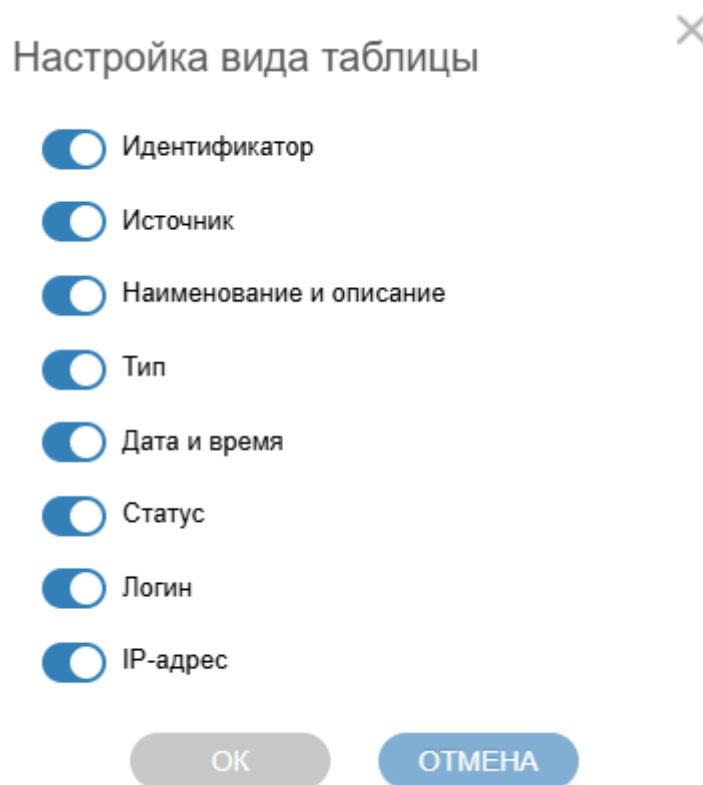 Настройка вида таблицы
Идентификатор
Источник
Наименование и описание
Тип
Дата и время
Статус
Логин
IP-адрес
ОК
ОТМЕНА